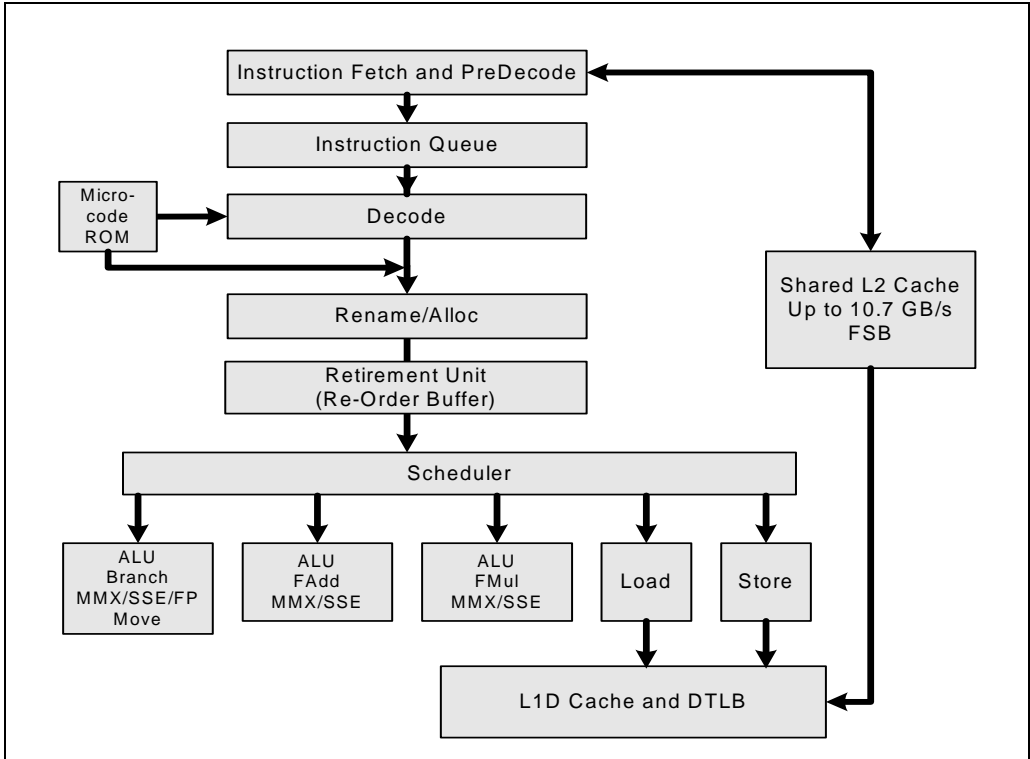 Instruction Fetch and PreDecode
Instruction Queue
Micro-
code
ROM
Decode
Shared L2 Cache
Up to 10.7 GB/s
FSB
Rename/Alloc
Retirement Unit
(Re-Order Buffer)
Scheduler
ALU
Branch
MMX/SSE/FP
Move
ALU
FAdd
MMX/SSE
ALU
FMul
MMX/SSE
Load
Store
L1D Cache and DTLB